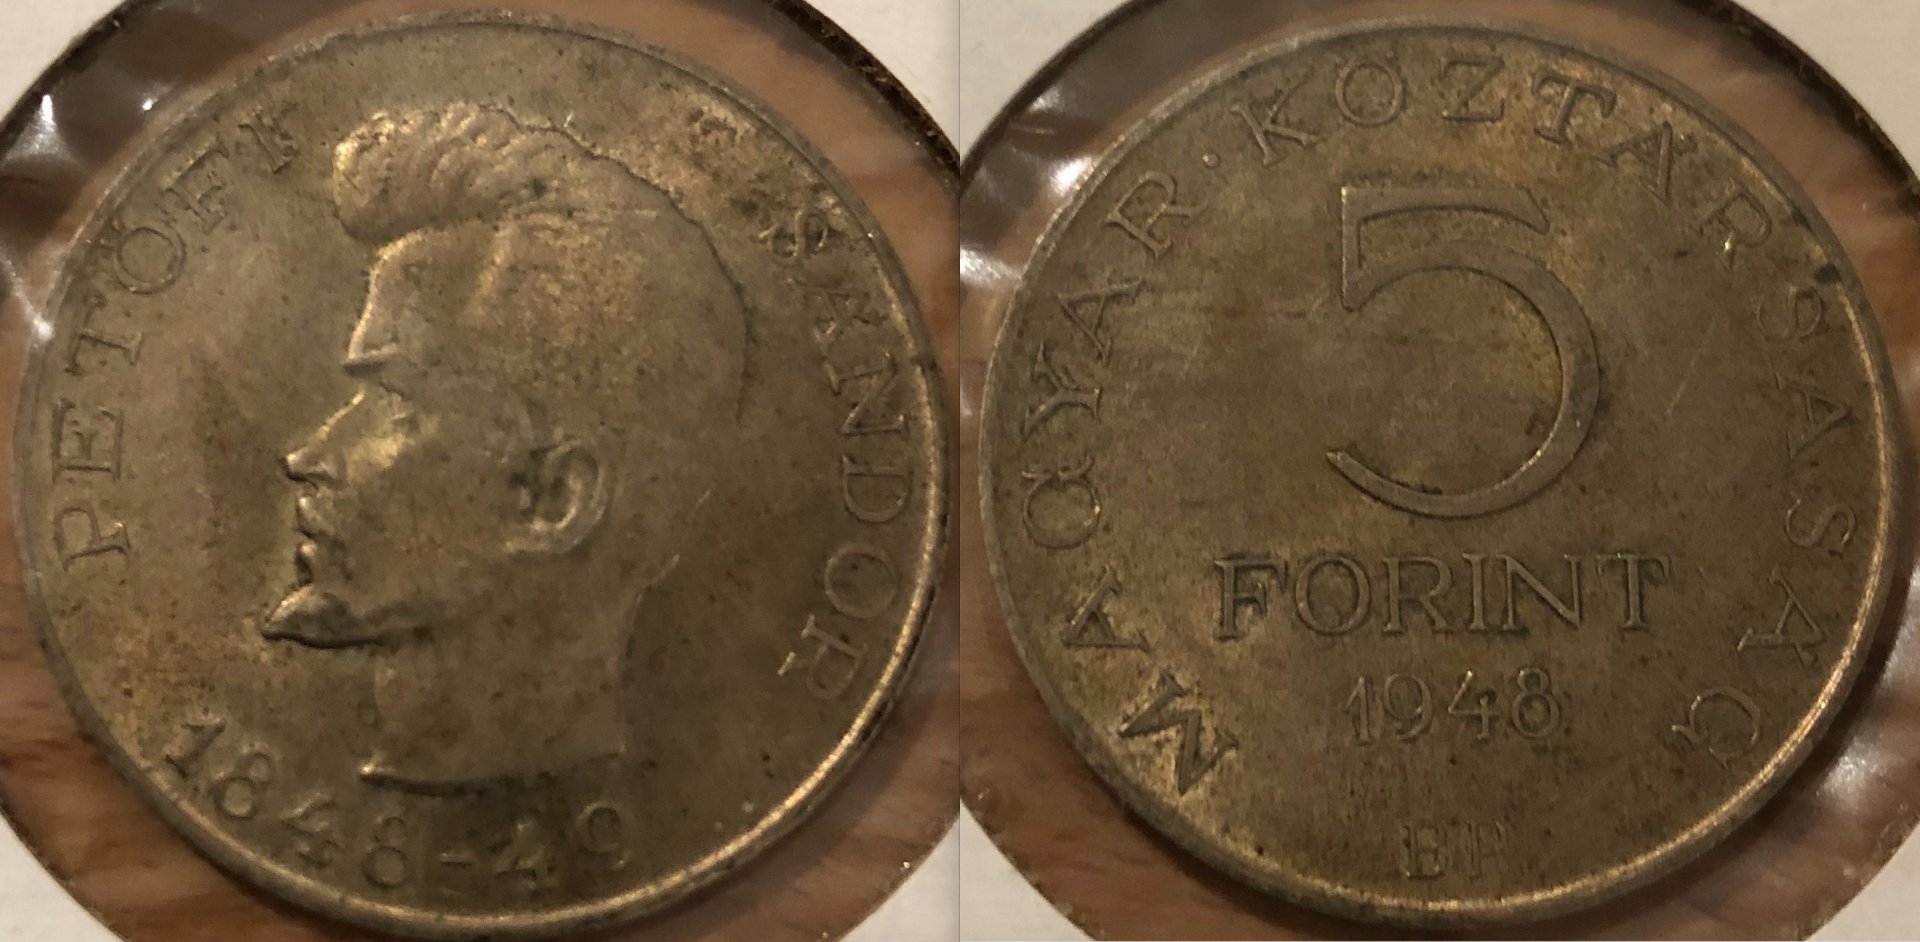 PETŐFI SÁNDOR
1848-49
MAGYAR·KÖZTÁRSASÁG
5
FORINT
1948
BP